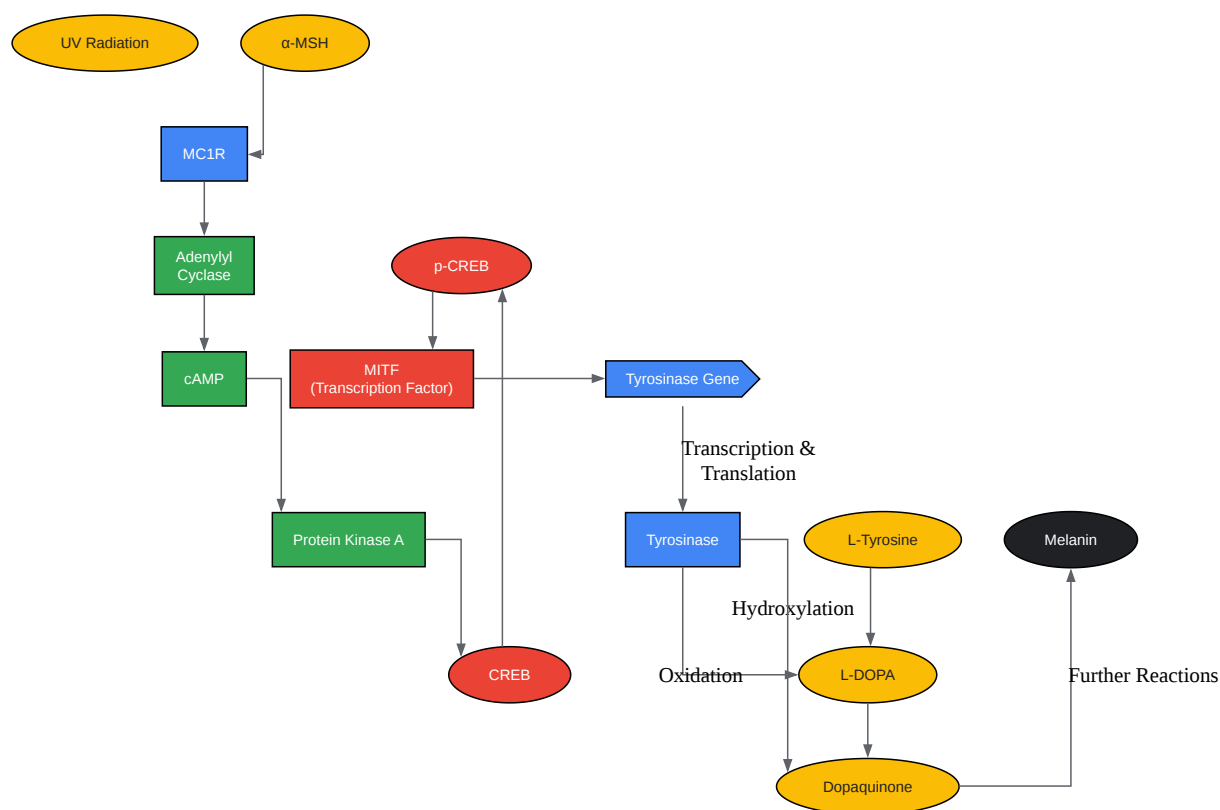 UV Radiation
α-MSH
MC1R
Adenylyl
Cyclase
p-CREB
cAMP
MITF
(Transcription Factor)
Tyrosinase Gene
Transcription &
Translation
Protein Kinase A
Tyrosinase
L-Tyrosine
Melanin
Hydroxylation
CREB
Oxidation
L-DOPA
Further Reactions
Dopaquinone